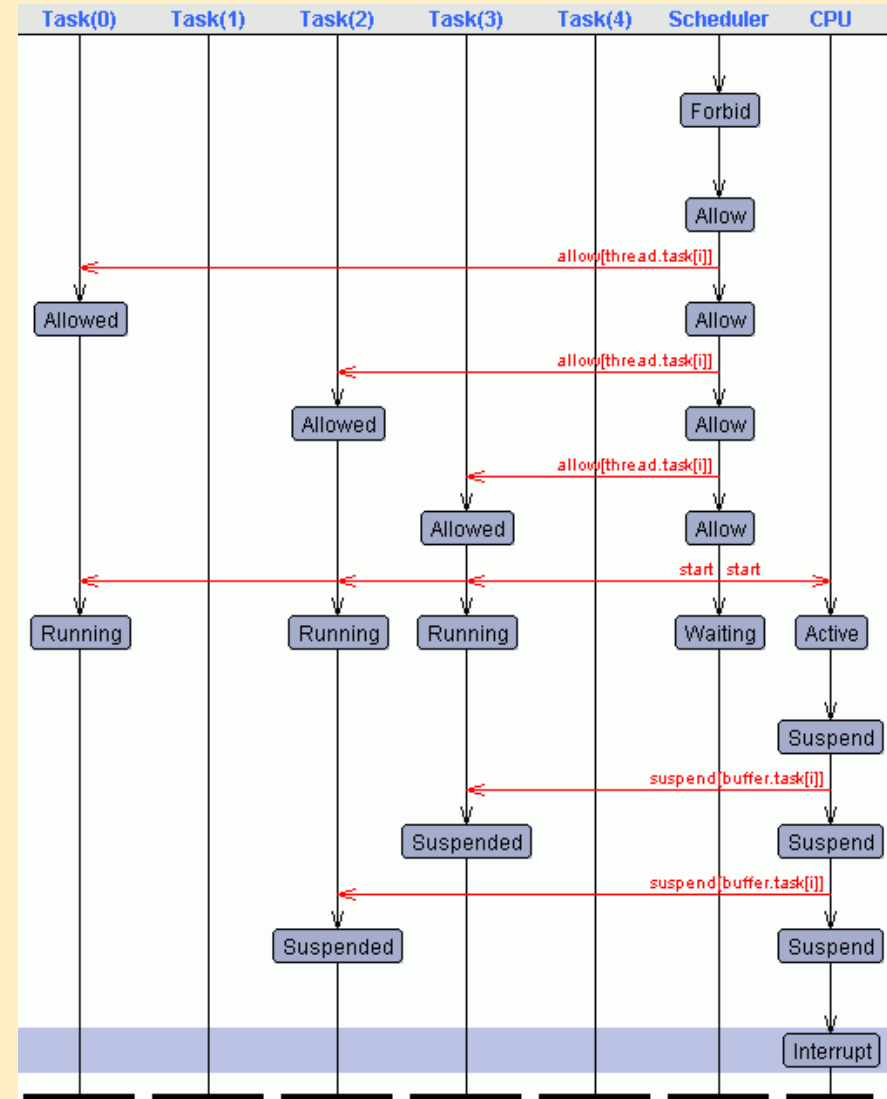 Task(0) Task(1) Task(2) Task(3) Task(4) Scheduler CPU
Forbid
Allow
allow[thread.task[i]]
Allowed Allow
allow[thread.task[i]]
Allowed Allow
allow[thread.task[i]]
Allowed Allow
start start
Running Running Running Waiting Active
Suspend
suspend[buffer.task[i]]
Suspended Suspend
suspend[buffer.task[i]]
Suspended Suspend
Interrupt